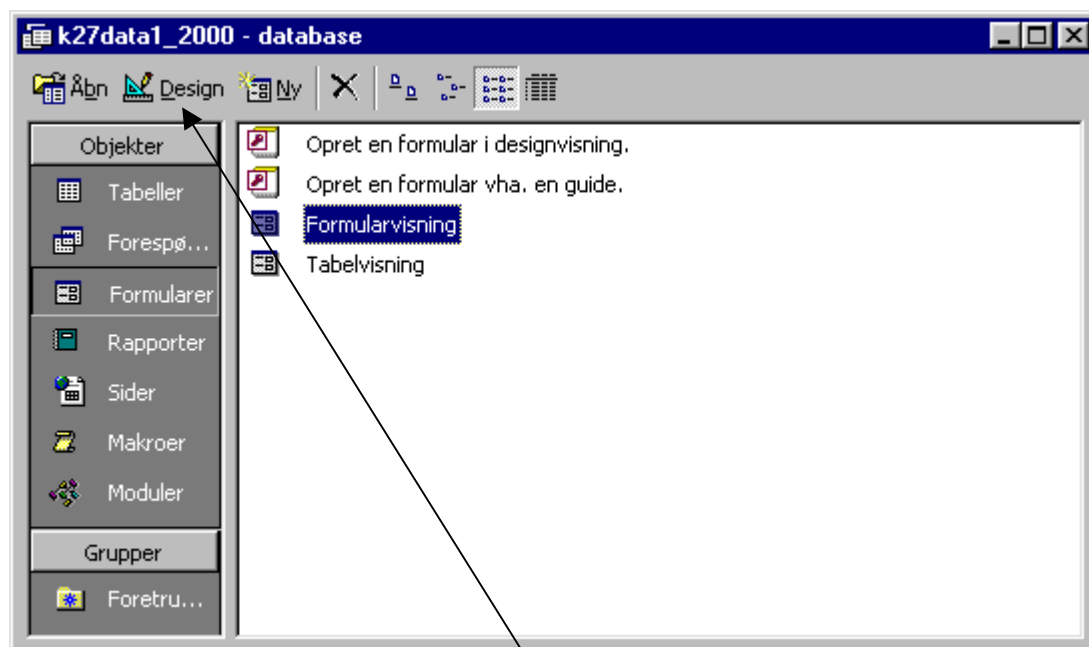 k27data1_2000 - database
Åbn Design Ny
Objekter
Tabeller
Forespø...
Formularer
Rapporter
Sider
Makroer
Moduler
Grupper
Foretru...
Opret en formular i designvisning.
Opret en formular vha. en guide.
Formularvisning
Tabelvisning